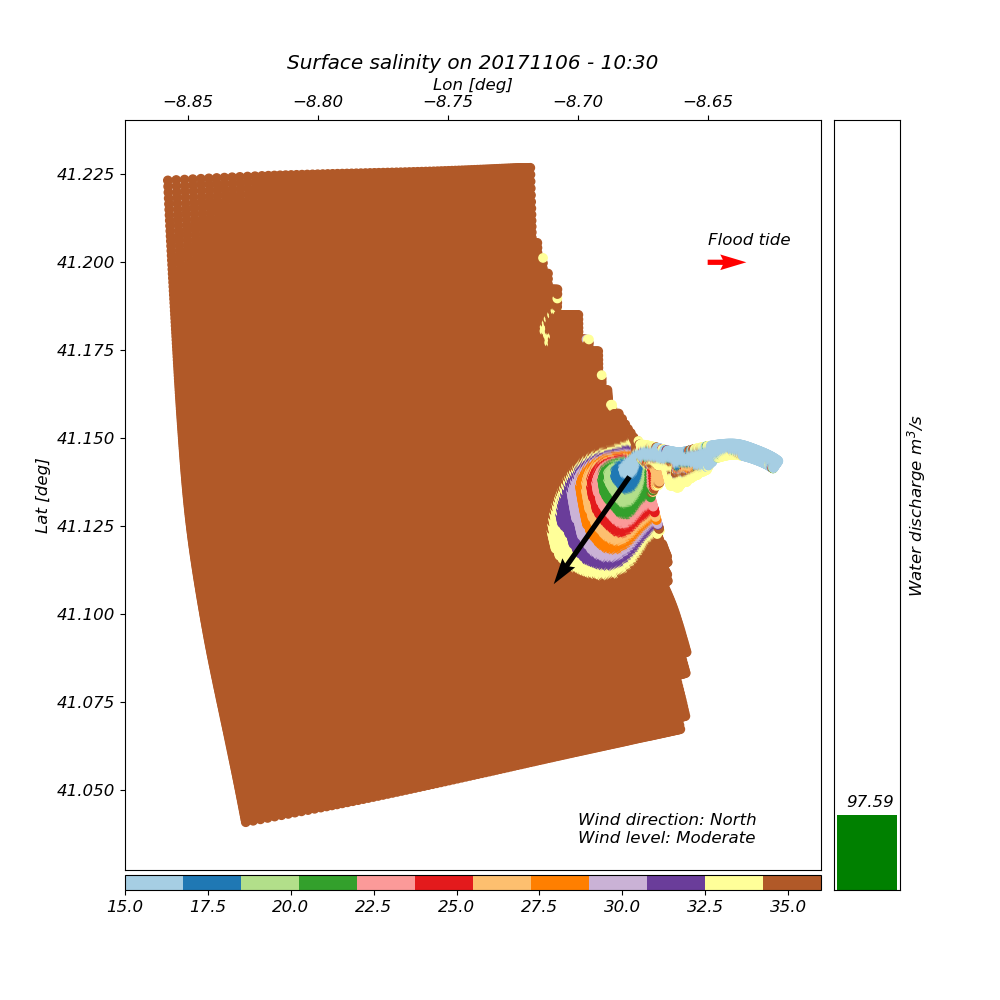 Surface salinity on 20171106 - 10:30
Lon [deg]
−8.85 −8.80 −8.75 −8.70 −8.65
41.225
41.200
41.175
41.150
41.125
41.100
41.075
41.050
Lat [deg]
Flood tide
Wind direction: North
Wind level: Moderate
15.0 17.5 20.0 22.5 25.0 27.5 30.0 32.5 35.0
97.59
Water discharge m³/s